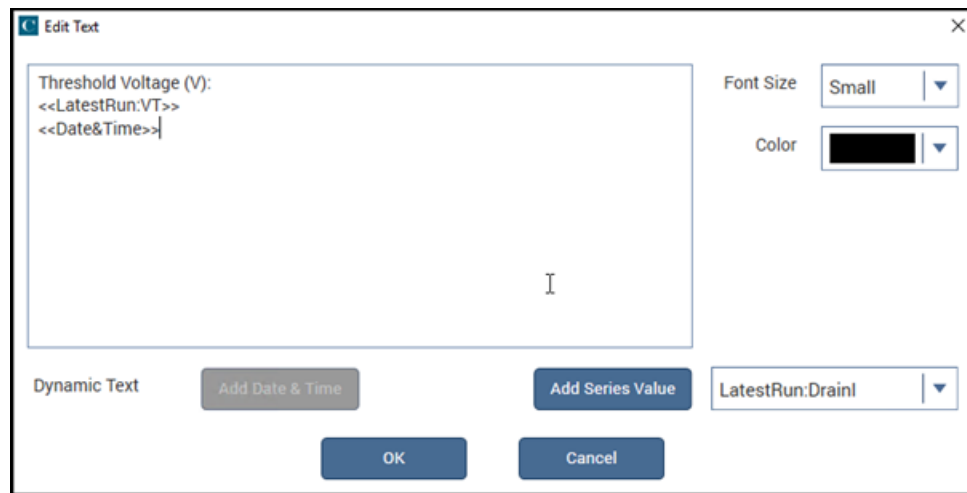 Edit Text
Threshold Voltage (V):
<<LatestRun:VT>>
<<Date&Time>>
Font Size
Small
Color
Dynamic Text
Add Date & Time
Add Series Value
LatestRun:DrainI
OK
Cancel